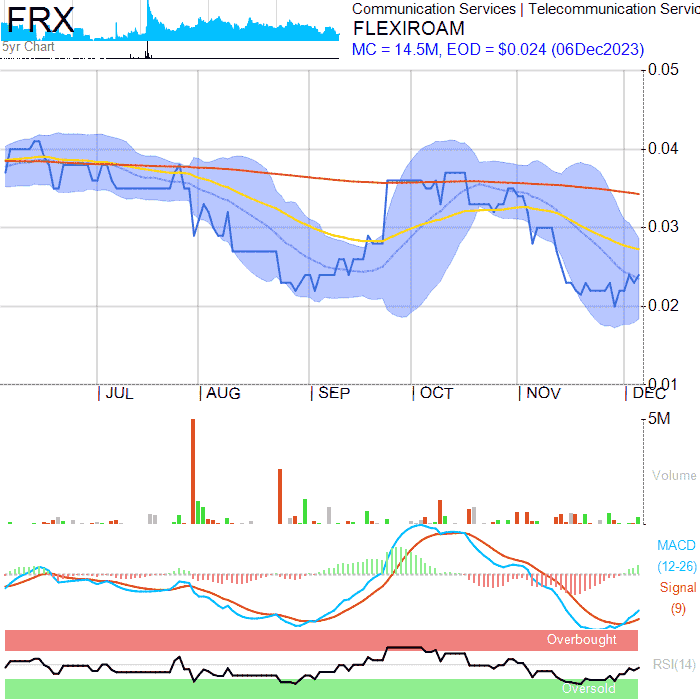 FRX
Communication Services | Telecommunication Servic
FLEXIROAM
5yr Chart
MC = 14.5M, EOD = $0.024 (06Dec2023)
0.05
0.04
0.03
0.02
0.01
JUL
AUG
SEP
OCT
NOV
DEC
5M
Volume
MACD
(12-26)
Signal
(9)
Overbought
RSI(14)
Oversold